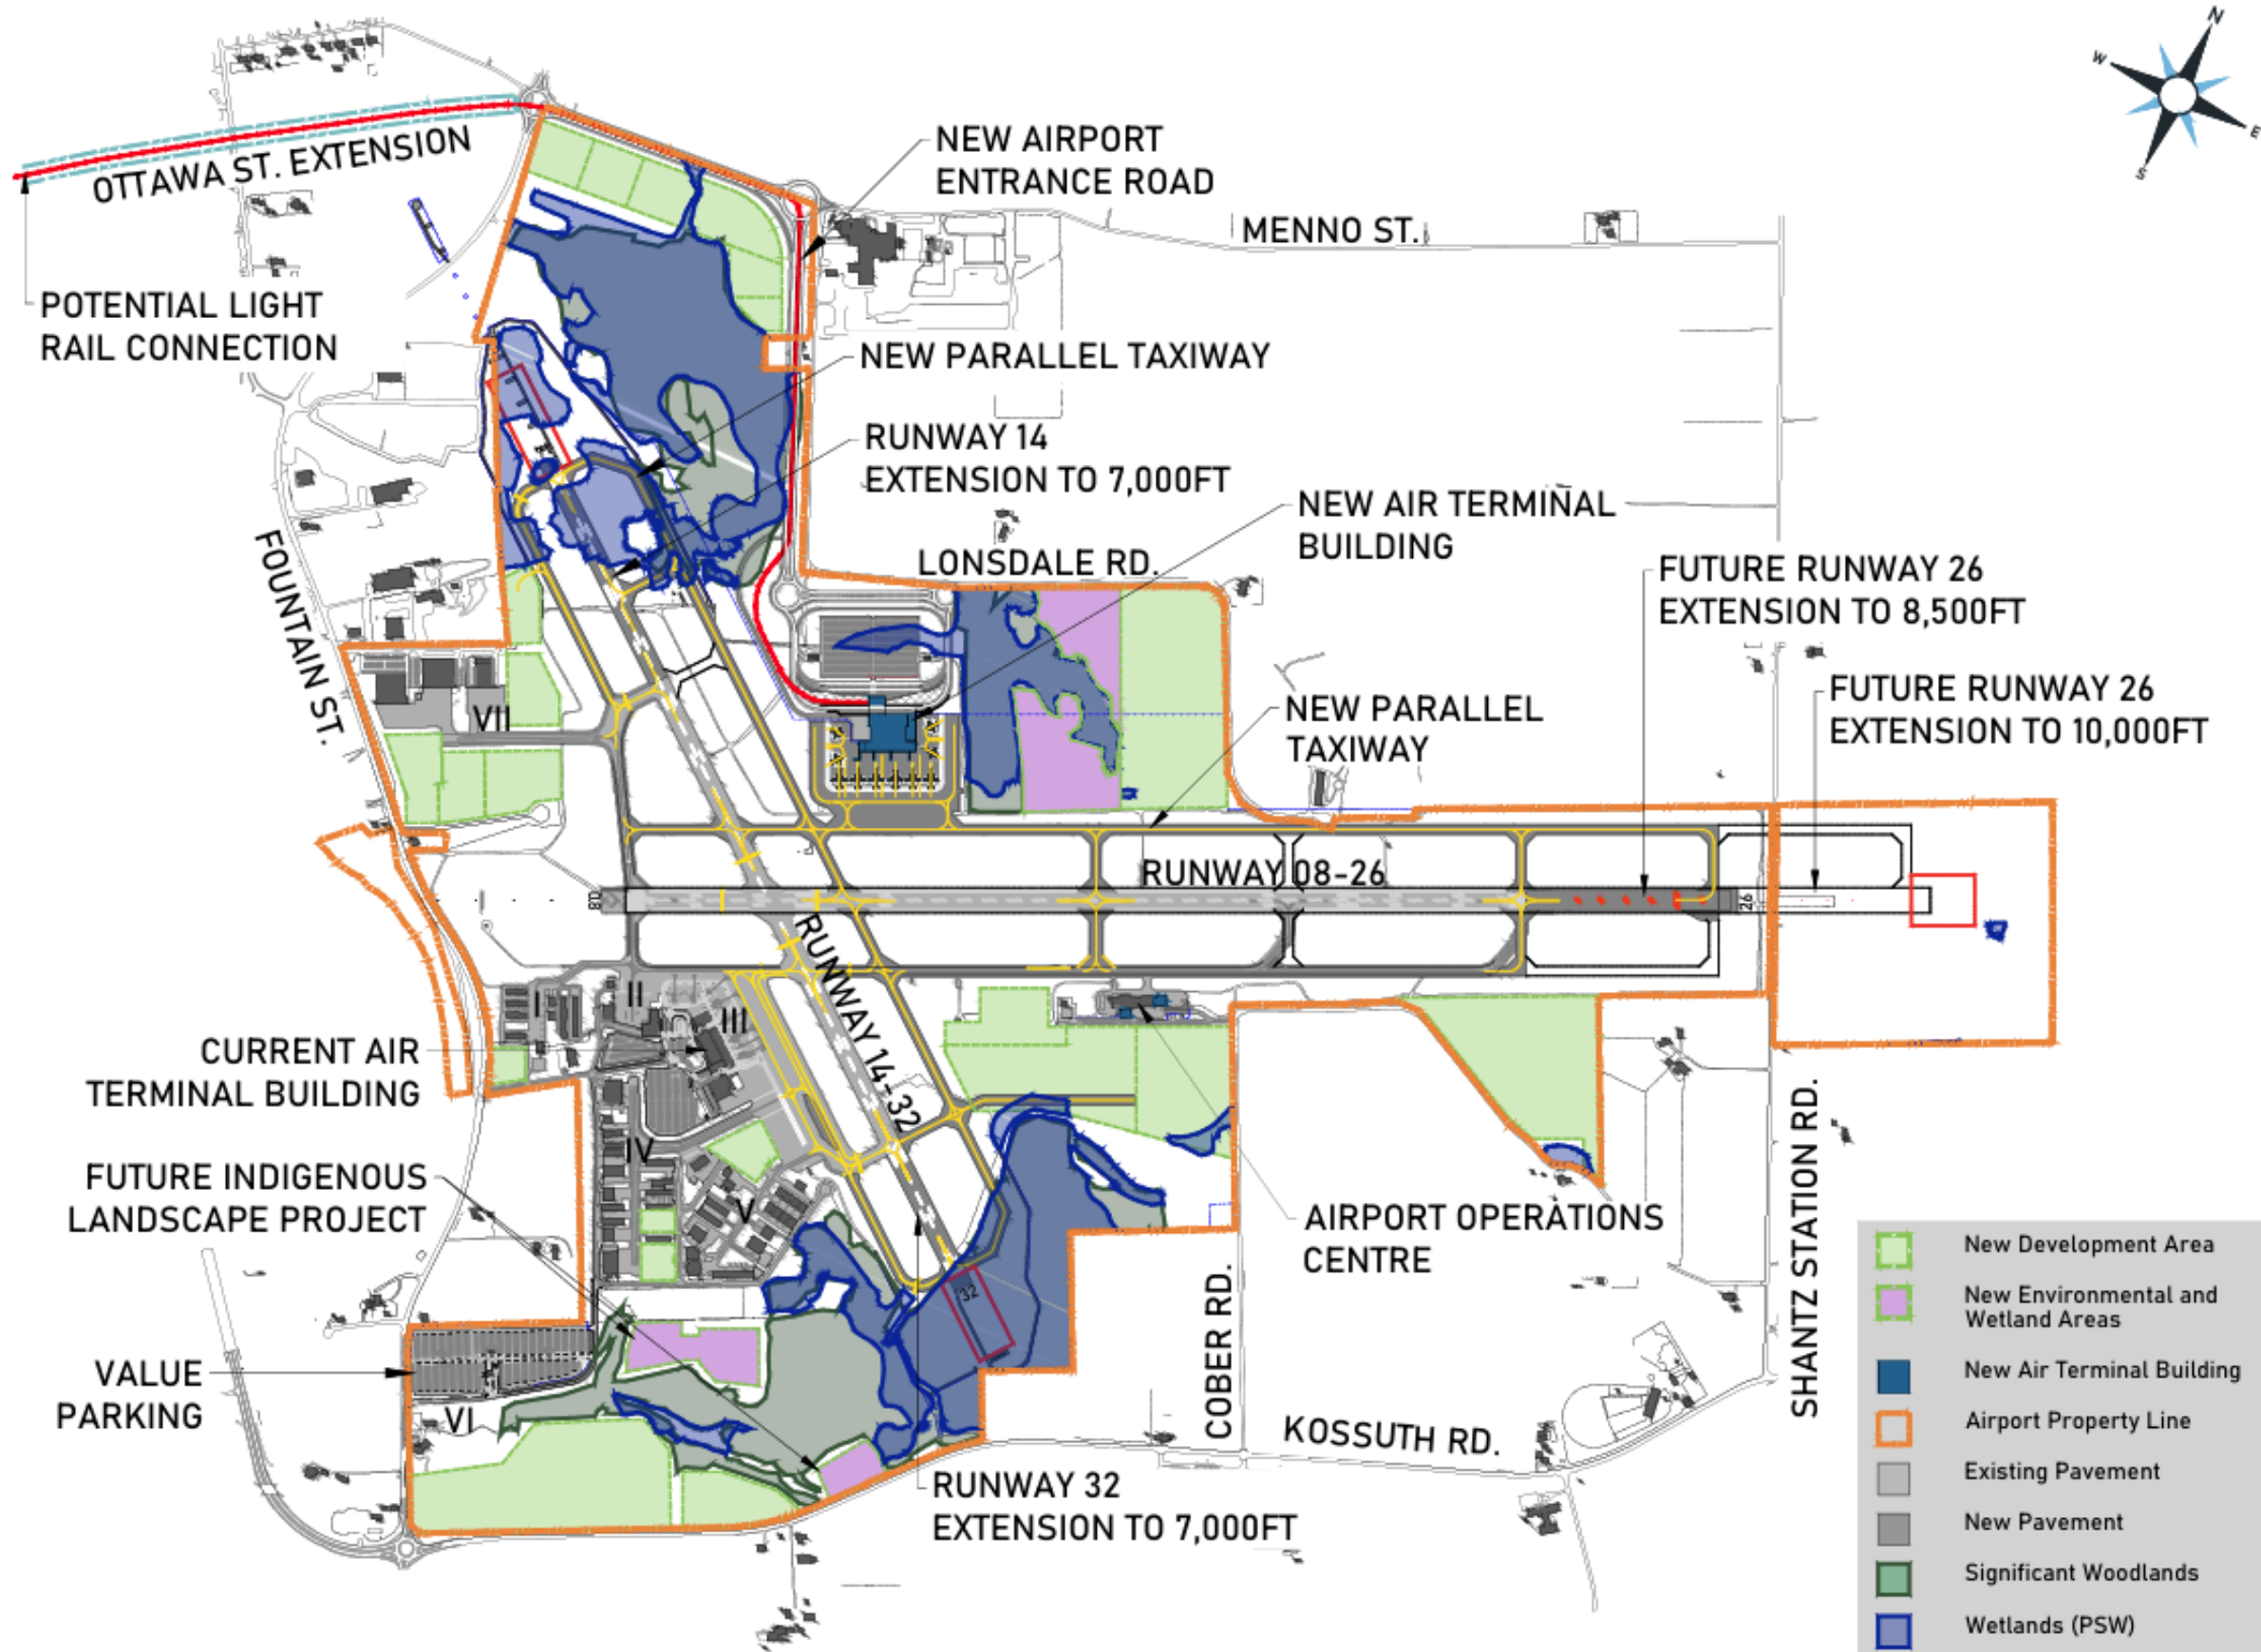 N
W
E
S
OTTAWA ST. EXTENSION
NEW AIRPORT
ENTRANCE ROAD
MENNO ST.
POTENTIAL LIGHT
RAIL CONNECTION
NEW PARALLEL TAXIWAY
RUNWAY 14
EXTENSION TO 7,000FT
NEW AIR TERMINAL
BUILDING
FOUNTAIN ST.
LONSDALE RD.
FUTURE RUNWAY 26
EXTENSION TO 8,500FT
VII
NEW PARALLEL
TAXIWAY
FUTURE RUNWAY 26
EXTENSION TO 10,000FT
RUNWAY 08-26
08
26
RUNWAY 14-32
I
II
III
CURRENT AIR
TERMINAL BUILDING
IV
V
FUTURE INDIGENOUS
LANDSCAPE PROJECT
AIRPORT OPERATIONS
CENTRE
32
COBER RD.
SHANTZ STATION RD.
VALUE
PARKING
VI
KOSSUTH RD.
RUNWAY 32
EXTENSION TO 7,000FT
New Development Area
New Environmental and
Wetland Areas
New Air Terminal Building
Airport Property Line
Existing Pavement
New Pavement
Significant Woodlands
Wetlands (PSW)